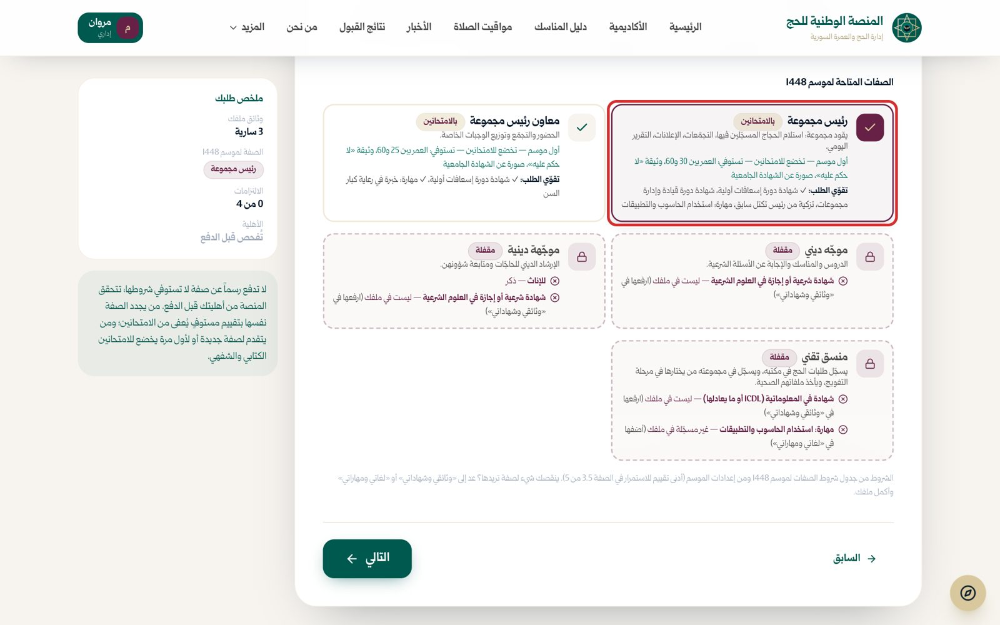 المنصة الوطنية للحج
إدارة الحج والعمرة السورية
الرئيسية
الأكاديمية
دليل المناسك
مواقيت الصلاة
الأخبار
نتائج القبول
من نحن
المزيد
مروان
إداري
م
الصفات المتاحة لموسم 1448
رئيس مجموعة بالامتحانين
يقود مجموعة: استلام الحجاج المسجّلين فيها، التجمّعات، الإعلانات، التقرير
اليومي.
أول موسم — تخضع للامتحانين — تستوفي: العمر بين 30 و60، وثيقة «لا
حكم عليه»، صورة عن الشهادة الجامعية
تقوّي الطلب: ✓ شهادة دورة إسعافات أولية، شهادة دورة قيادة وإدارة
مجموعات، تزكية من رئيس تكتل سابق، مهارة: استخدام الحاسوب والتطبيقات
معاون رئيس مجموعة بالامتحانين
الحضور والتجمّع وتوزيع الوجبات الخاصة.
أول موسم — تخضع للامتحانين — تستوفي: العمر بين 25 و60، وثيقة «لا
حكم عليه»، صورة عن الشهادة الجامعية
تقوّي الطلب: ✓ شهادة دورة إسعافات أولية، ✓ مهارة: خبرة في رعاية كبار
السن
موجّه ديني مقفلة
الدروس والمناسك والإجابة عن الأسئلة الشرعية.
شهادة شرعية أو إجازة في العلوم الشرعية — ليست في ملفك (ارفعها في
«وثائقي وشهاداتي»)
موجّهة دينية مقفلة
الإرشاد الديني للحاجّات ومتابعة شؤونهن.
للإناث — ذكر
شهادة شرعية أو إجازة في العلوم الشرعية — ليست في ملفك (ارفعها في
«وثائقي وشهاداتي»)
منسق تقني مقفلة
يسجّل طلبات الحج في مكتبه، ويسجّل في مجموعته من يختارها في مرحلة
التفويج، ويأخذ ملفاتهم الصحية.
شهادة في المعلوماتية (ICDL أو ما يعادلها) — ليست في ملفك (ارفعها
في «وثائقي وشهاداتي»)
مهارة: استخدام الحاسوب والتطبيقات — غير مسجّلة في ملفك (أضفها
في «لغاتي ومهاراتي»)
الشروط من جدول شروط الصفات لموسم 1448 ومن إعدادات الموسم (أدنى تقييم للاستمرار في الصفة 3.5 من 5). ينقصك شيء لصفة تريدها؟ عد إلى «وثائقي وشهاداتي» أو «لغاتي ومهاراتي»
وأكمل ملفك.
السابق
التالي
ملخص طلبك
وثائق ملفك
3 سارية
الصفة لموسم 1448
رئيس مجموعة
الالتزامات
0 من 4
الأهلية
تُفحص قبل الدفع
لا تدفع رسماً عن صفة لا تستوفي شروطها: تتحقق
المنصة من أهليتك قبل الدفع. من يجدد الصفة
نفسها بتقييم مستوفٍ يُعفى من الامتحانين؛ ومن
يتقدم لصفة جديدة أو لأول مرة يخضع للامتحانين
الكتابي والشفهي.